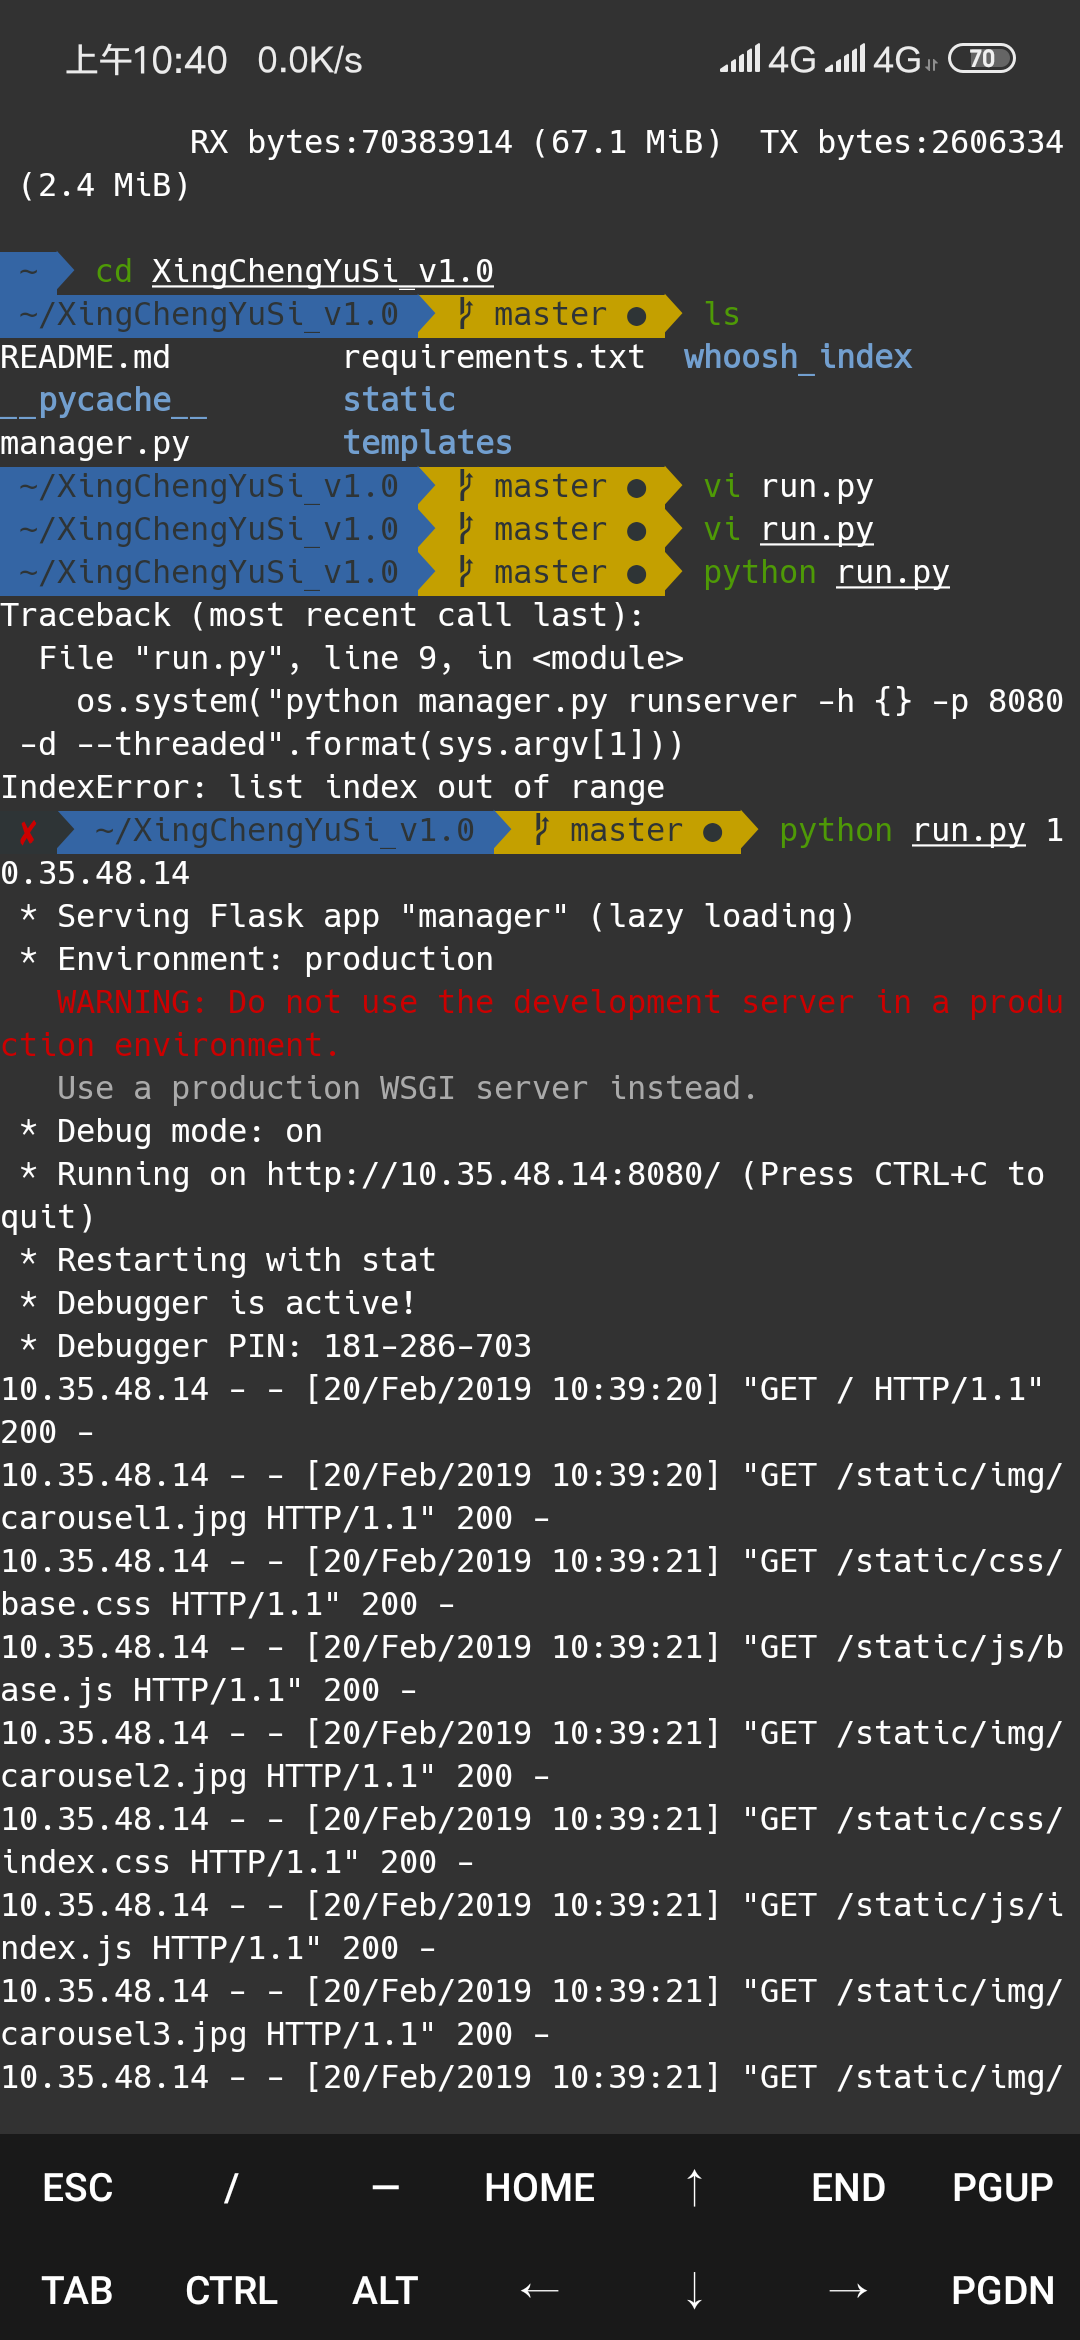 上午10:40 0.0K/s 4G 4G 70
RX bytes:70383914 (67.1 MiB) TX bytes:2606334
(2.4 MiB)
~ cd XingChengYuSi_v1.0
~/XingChengYuSi_v1.0 master ● ls
README.md requirements.txt whoosh_index
__pycache__ static
manager.py templates
~/XingChengYuSi_v1.0 master ● vi run.py
~/XingChengYuSi_v1.0 master ● vi run.py
~/XingChengYuSi_v1.0 master ● python run.py
Traceback (most recent call last):
File "run.py", line 9, in <module>
os.system("python manager.py runserver -h {} -p 8080
-d --threaded".format(sys.argv[1]))
IndexError: list index out of range
✘ ~/XingChengYuSi_v1.0 master ● python run.py 1
0.35.48.14
* Serving Flask app "manager" (lazy loading)
* Environment: production
WARNING: Do not use the development server in a produ
ction environment.
Use a production WSGI server instead.
* Debug mode: on
* Running on http://10.35.48.14:8080/ (Press CTRL+C to
quit)
* Restarting with stat
* Debugger is active!
* Debugger PIN: 181-286-703
10.35.48.14 - - [20/Feb/2019 10:39:20] "GET / HTTP/1.1"
200 -
10.35.48.14 - - [20/Feb/2019 10:39:20] "GET /static/img/
carousel1.jpg HTTP/1.1" 200 -
10.35.48.14 - - [20/Feb/2019 10:39:21] "GET /static/css/
base.css HTTP/1.1" 200 -
10.35.48.14 - - [20/Feb/2019 10:39:21] "GET /static/js/b
ase.js HTTP/1.1" 200 -
10.35.48.14 - - [20/Feb/2019 10:39:21] "GET /static/img/
carousel2.jpg HTTP/1.1" 200 -
10.35.48.14 - - [20/Feb/2019 10:39:21] "GET /static/css/
index.css HTTP/1.1" 200 -
10.35.48.14 - - [20/Feb/2019 10:39:21] "GET /static/js/i
ndex.js HTTP/1.1" 200 -
10.35.48.14 - - [20/Feb/2019 10:39:21] "GET /static/img/
carousel3.jpg HTTP/1.1" 200 -
10.35.48.14 - - [20/Feb/2019 10:39:21] "GET /static/img/
ESC / — HOME ↑ END PGUP
TAB CTRL ALT ← ↓ → PGDN